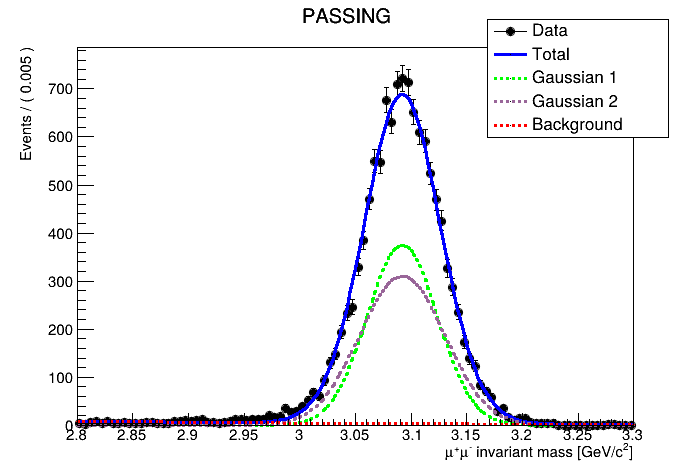 PASSING
Data
Total
Gaussian 1
Gaussian 2
Background
Events / ( 0.005 )
700
600
500
400
300
200
100
0
2.8 2.85 2.9 2.95 3 3.05 3.1 3.15 3.2 3.25 3.3
μ⁺μ⁻ invariant mass [GeV/c²]